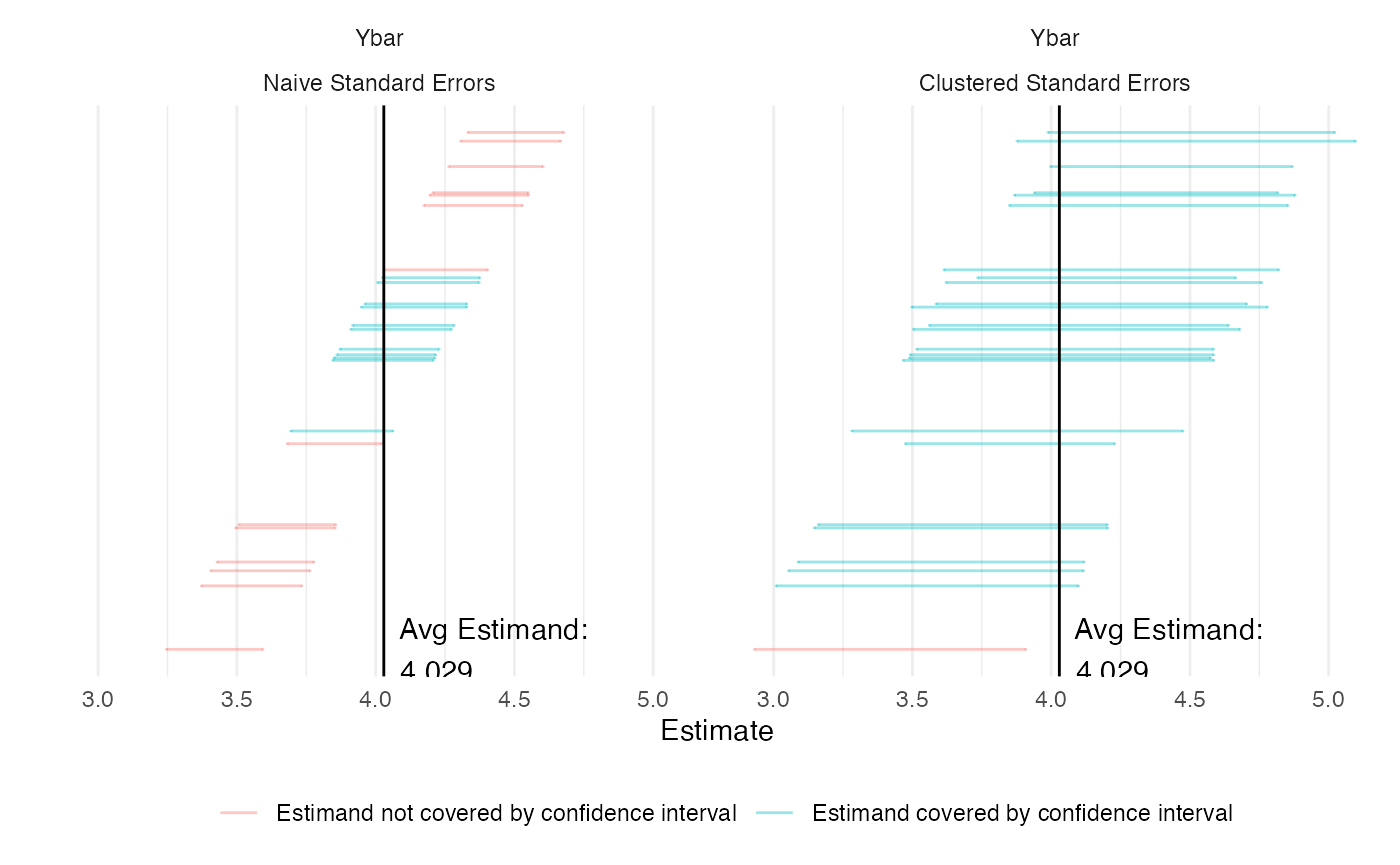 Ybar
Ybar
Naive Standard Errors
Clustered Standard Errors
Avg Estimand:
4.029
Avg Estimand:
4.029
3.0 3.5 4.0 4.5 5.0
3.0 3.5 4.0 4.5 5.0
Estimate
Estimand not covered by confidence interval
Estimand covered by confidence interval